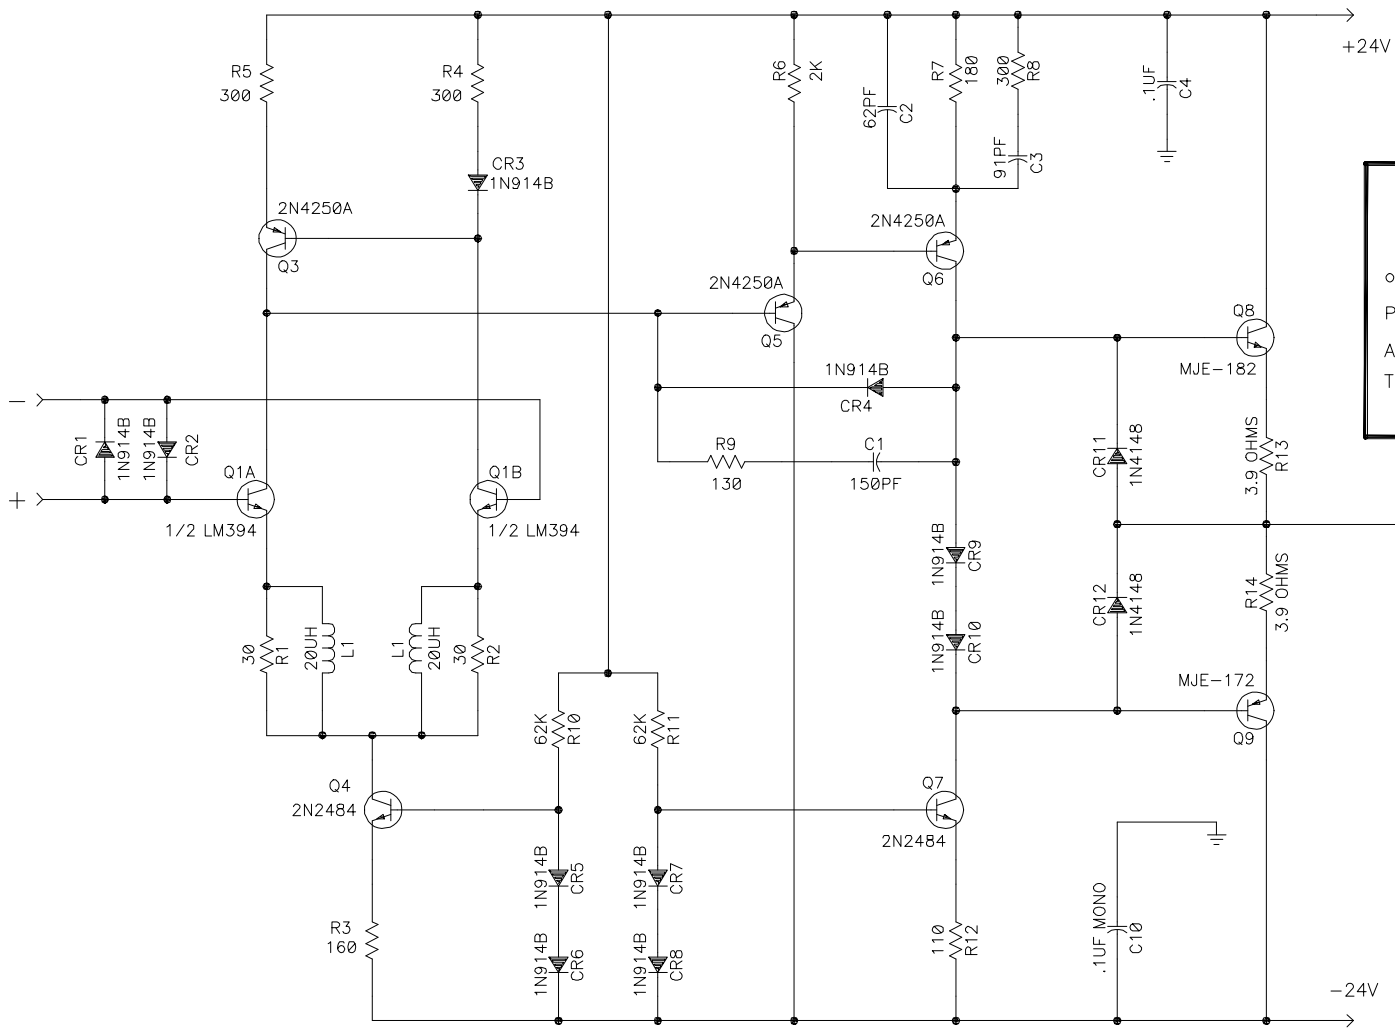 +24V
R5
300
R4
300
R6
2K
62PF
C2
R7
180
300
R8
91PF
C3
.1UF
C4
CR3
1N914B
2N4250A
Q3
2N4250A
Q6
2N4250A
Q5
Q8
MJE-182
o
P
A
T
1N914B
CR4
R9
130
C1
150PF
−
+
CR1
1N914B
1N914B
CR2
Q1A
1/2 LM394
Q1B
1/2 LM394
CR11
1N4148
3.9 OHMS
R13
1N914B
CR9
1N914B
CR10
CR12
1N4148
R14
3.9 OHMS
30
R1
20UH
L1
L1
20UH
30
R2
62K
R10
62K
R11
MJE-172
Q9
Q4
2N2484
Q7
2N2484
1N914B
CR5
1N914B
CR7
R3
160
1N914B
CR6
1N914B
CR8
110
R12
.1UF MONO
C10
−24V